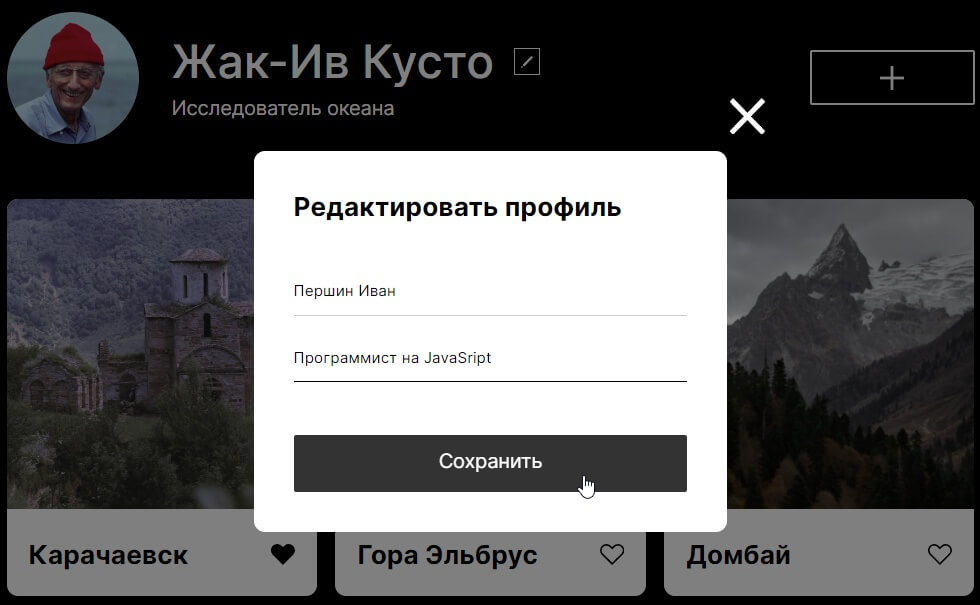 Жак-Ив Кусто
Исследователь океана
Редактировать профиль
Першин Иван
Программист на JavaSript
Сохранить
Карачаевск
Гора Эльбрус
Домбай